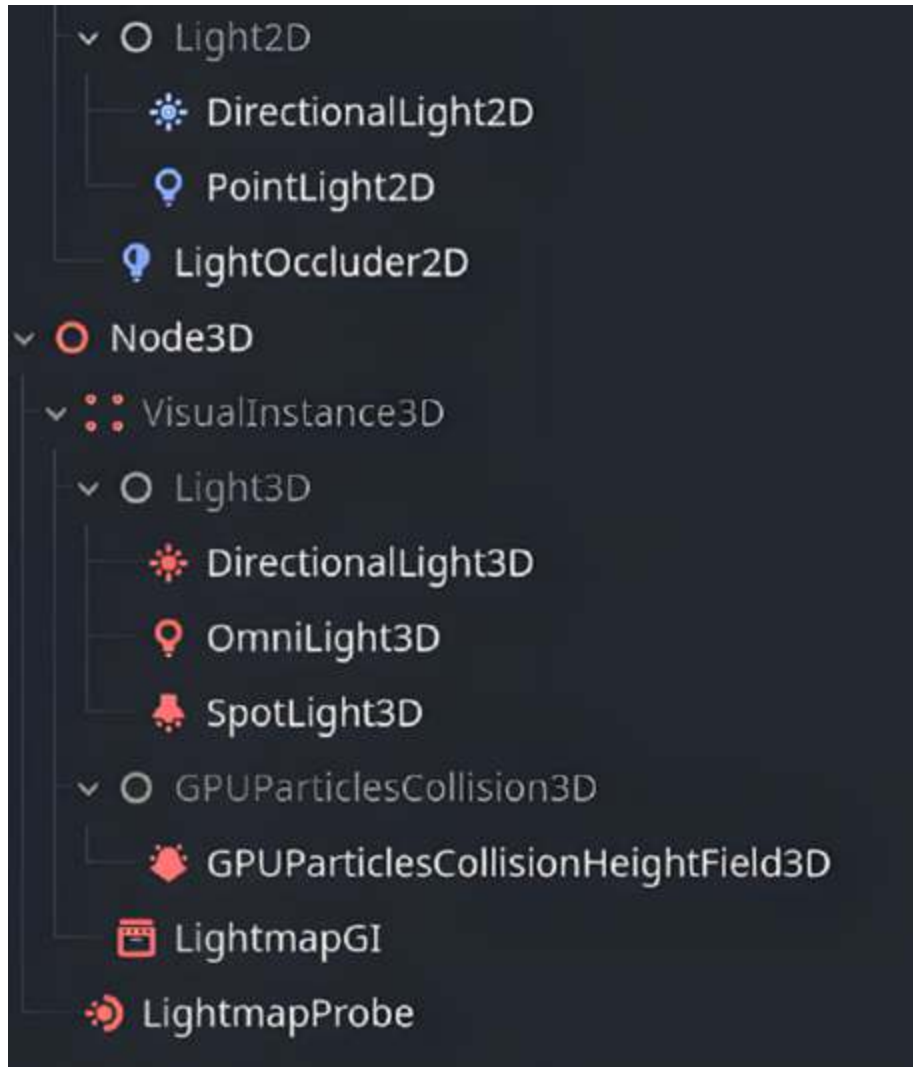 Light2D
DirectionalLight2D
PointLight2D
LightOccluder2D
Node3D
VisualInstance3D
Light3D
DirectionalLight3D
OmniLight3D
SpotLight3D
GPUParticlesCollision3D
GPUParticlesCollisionHeightField3D
LightmapGI
LightmapProbe